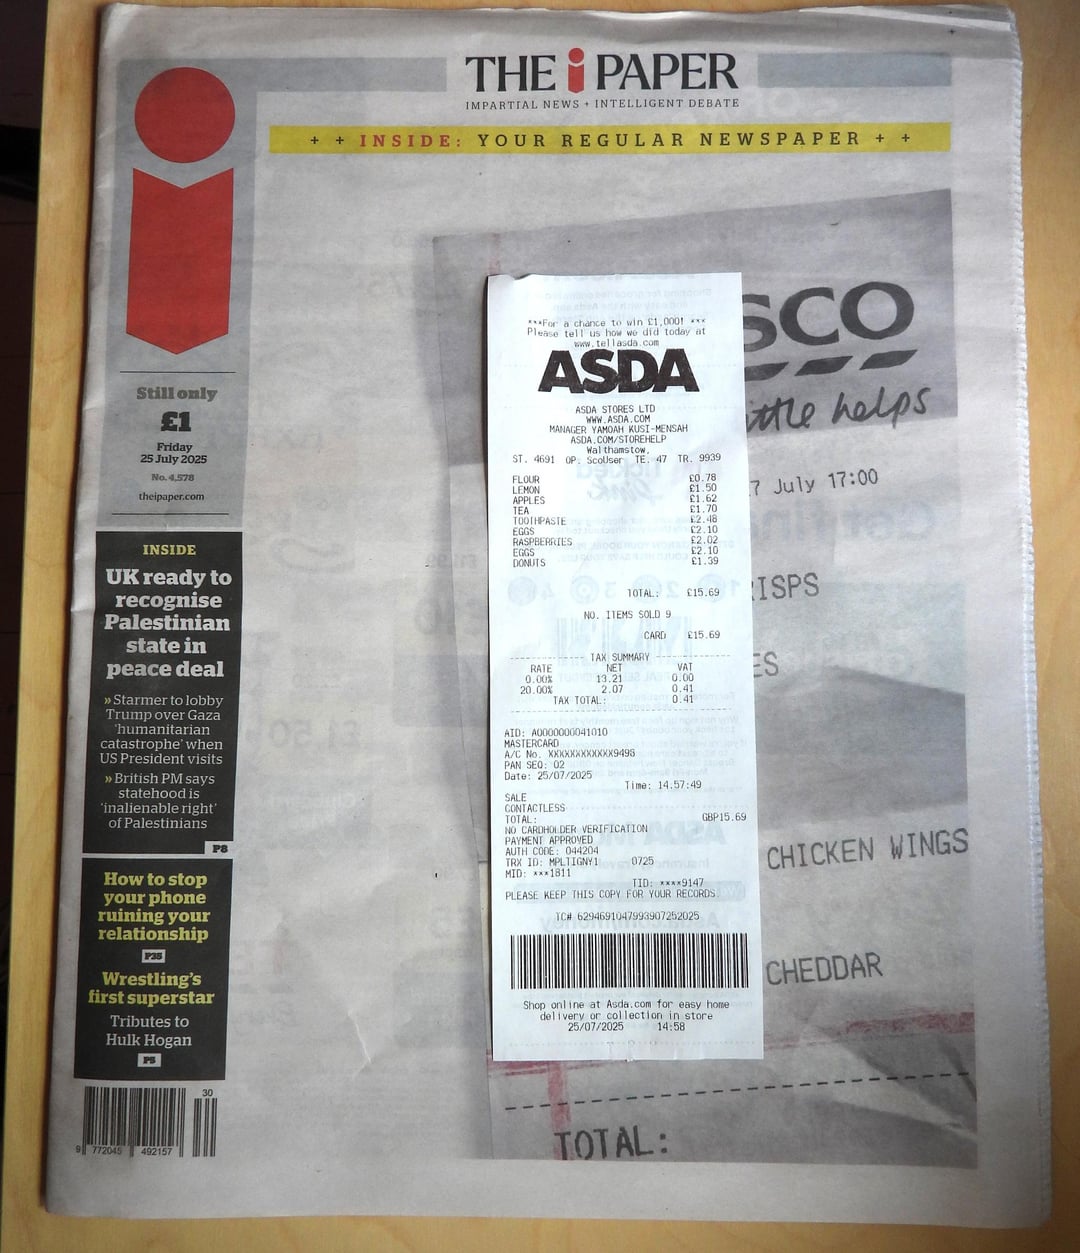 THE i PAPER
IMPARTIAL NEWS + INTELLIGENT DEBATE
+ + INSIDE: YOUR REGULAR NEWSPAPER + +
Still only
£1
Friday
25 July 2025
No. 4,578
theipaper.com
INSIDE
UK ready to
recognise
Palestinian
state in
peace deal
» Starmer to lobby
Trump over Gaza
'humanitarian
catastrophe' when
US President visits
» British PM says
statehood is
'inalienable right'
of Palestinians
P8
How to stop
your phone
ruining your
relationship
P35
Wrestling's
first superstar
Tributes to
Hulk Hogan
P5
30
9 772045 492157
SCO
ittle helps
7 July 17:00
RISPS
ES
CHICKEN WINGS
CHEDDAR
TOTAL:
***For a chance to win £1,000! ***
Please tell us how we did today at
www.tellasda.com
ASDA
ASDA STORES LTD
WWW.ASDA.COM
MANAGER YAMOAH KUSI-MENSAH
ASDA.COM/STOREHELP
Walthamstow.
ST. 4691 OP. ScoUser TE. 47 TR. 9939
FLOUR £0.78
LEMON £1.50
APPLES £1.62
TEA £1.70
TOOTHPASTE £2.48
EGGS £2.10
RASPBERRIES £2.02
EGGS £2.10
DONUTS £1.39
TOTAL: £15.69
NO. ITEMS SOLD 9
CARD £15.69
TAX SUMMARY
RATE NET VAT
0.00% 13.21 0.00
20.00% 2.07 0.41
TAX TOTAL: 0.41
AID: A0000000041010
MASTERCARD
A/C No. XXXXXXXXXXXX9498
PAN SEQ: 02
Date: 25/07/2025
Time: 14:57:49
SALE
CONTACTLESS
TOTAL: GBP15.69
NO CARDHOLDER VERIFICATION
PAYMENT APPROVED
AUTH CODE: 044204
TRX ID: MPLTIGNY1 0725
MID: ***1811
TID: ****9147
PLEASE KEEP THIS COPY FOR YOUR RECORDS
TC# 6294691047993907252025
Shop online at Asda.com for easy home
delivery or collection in store
25/07/2025 14:58